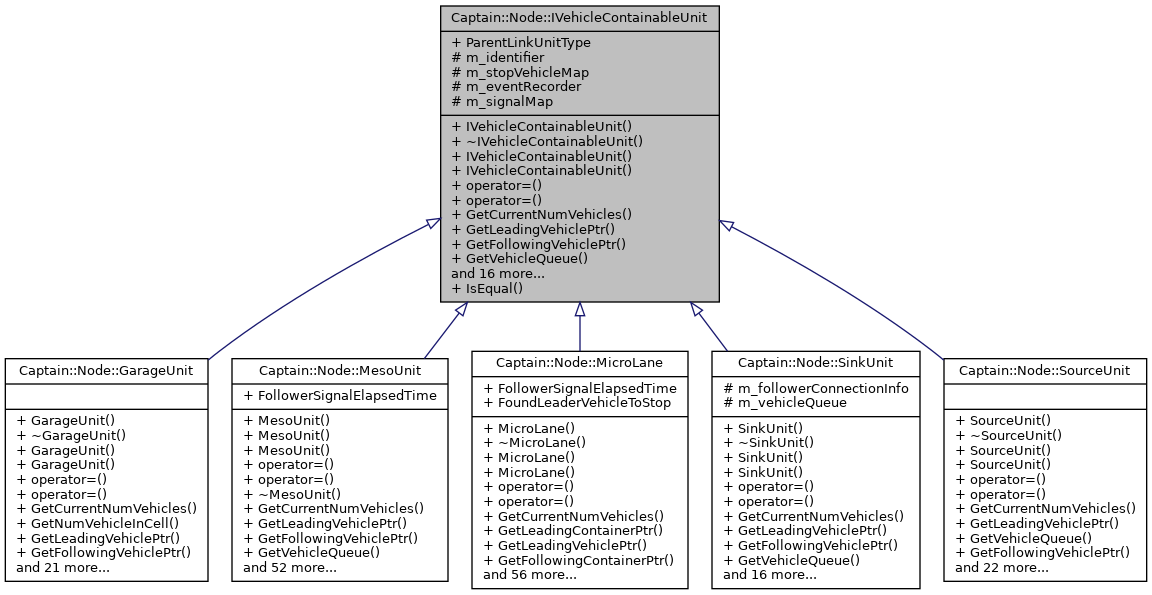 Captain::Node::IVehicleContainableUnit
+ ParentLinkUnitType
# m_identifier
# m_stopVehicleMap
# m_eventRecorder
# m_signalMap
+ IVehicleContainableUnit()
+ ~IVehicleContainableUnit()
+ IVehicleContainableUnit()
+ IVehicleContainableUnit()
+ operator=()
+ operator=()
+ GetCurrentNumVehicles()
+ GetLeadingVehiclePtr()
+ GetFollowingVehiclePtr()
+ GetVehicleQueue()
and 16 more...
+ IsEqual()
Captain::Node::GarageUnit
+ GarageUnit()
+ ~GarageUnit()
+ GarageUnit()
+ GarageUnit()
+ operator=()
+ operator=()
+ GetCurrentNumVehicles()
+ GetNumVehicleInCell()
+ GetLeadingVehiclePtr()
+ GetFollowingVehiclePtr()
and 21 more...
Captain::Node::MesoUnit
+ FollowerSignalElapsedTime
+ MesoUnit()
+ MesoUnit()
+ MesoUnit()
+ operator=()
+ operator=()
+ ~MesoUnit()
+ GetCurrentNumVehicles()
+ GetLeadingVehiclePtr()
+ GetFollowingVehiclePtr()
+ GetVehicleQueue()
and 52 more...
Captain::Node::MicroLane
+ FollowerSignalElapsedTime
+ FoundLeaderVehicleToStop
+ MicroLane()
+ ~MicroLane()
+ MicroLane()
+ MicroLane()
+ operator=()
+ operator=()
+ GetCurrentNumVehicles()
+ GetLeadingContainerPtr()
+ GetLeadingVehiclePtr()
+ GetFollowingContainerPtr()
and 56 more...
Captain::Node::SinkUnit
# m_followerConnectionInfo
# m_vehicleQueue
+ SinkUnit()
+ ~SinkUnit()
+ SinkUnit()
+ SinkUnit()
+ operator=()
+ operator=()
+ GetCurrentNumVehicles()
+ GetLeadingVehiclePtr()
+ GetFollowingVehiclePtr()
+ GetVehicleQueue()
and 16 more...
Captain::Node::SourceUnit
+ SourceUnit()
+ ~SourceUnit()
+ SourceUnit()
+ SourceUnit()
+ operator=()
+ operator=()
+ GetCurrentNumVehicles()
+ GetLeadingVehiclePtr()
+ GetVehicleQueue()
+ GetFollowingVehiclePtr()
and 22 more...